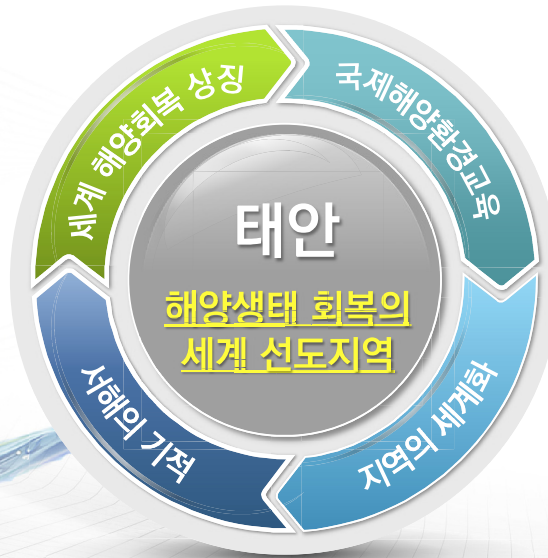 세계 해양회복 상징
국제해양환경교육
태안
해양생태 회복의
세계 선도지역
서해의 기적
지역의 세계화